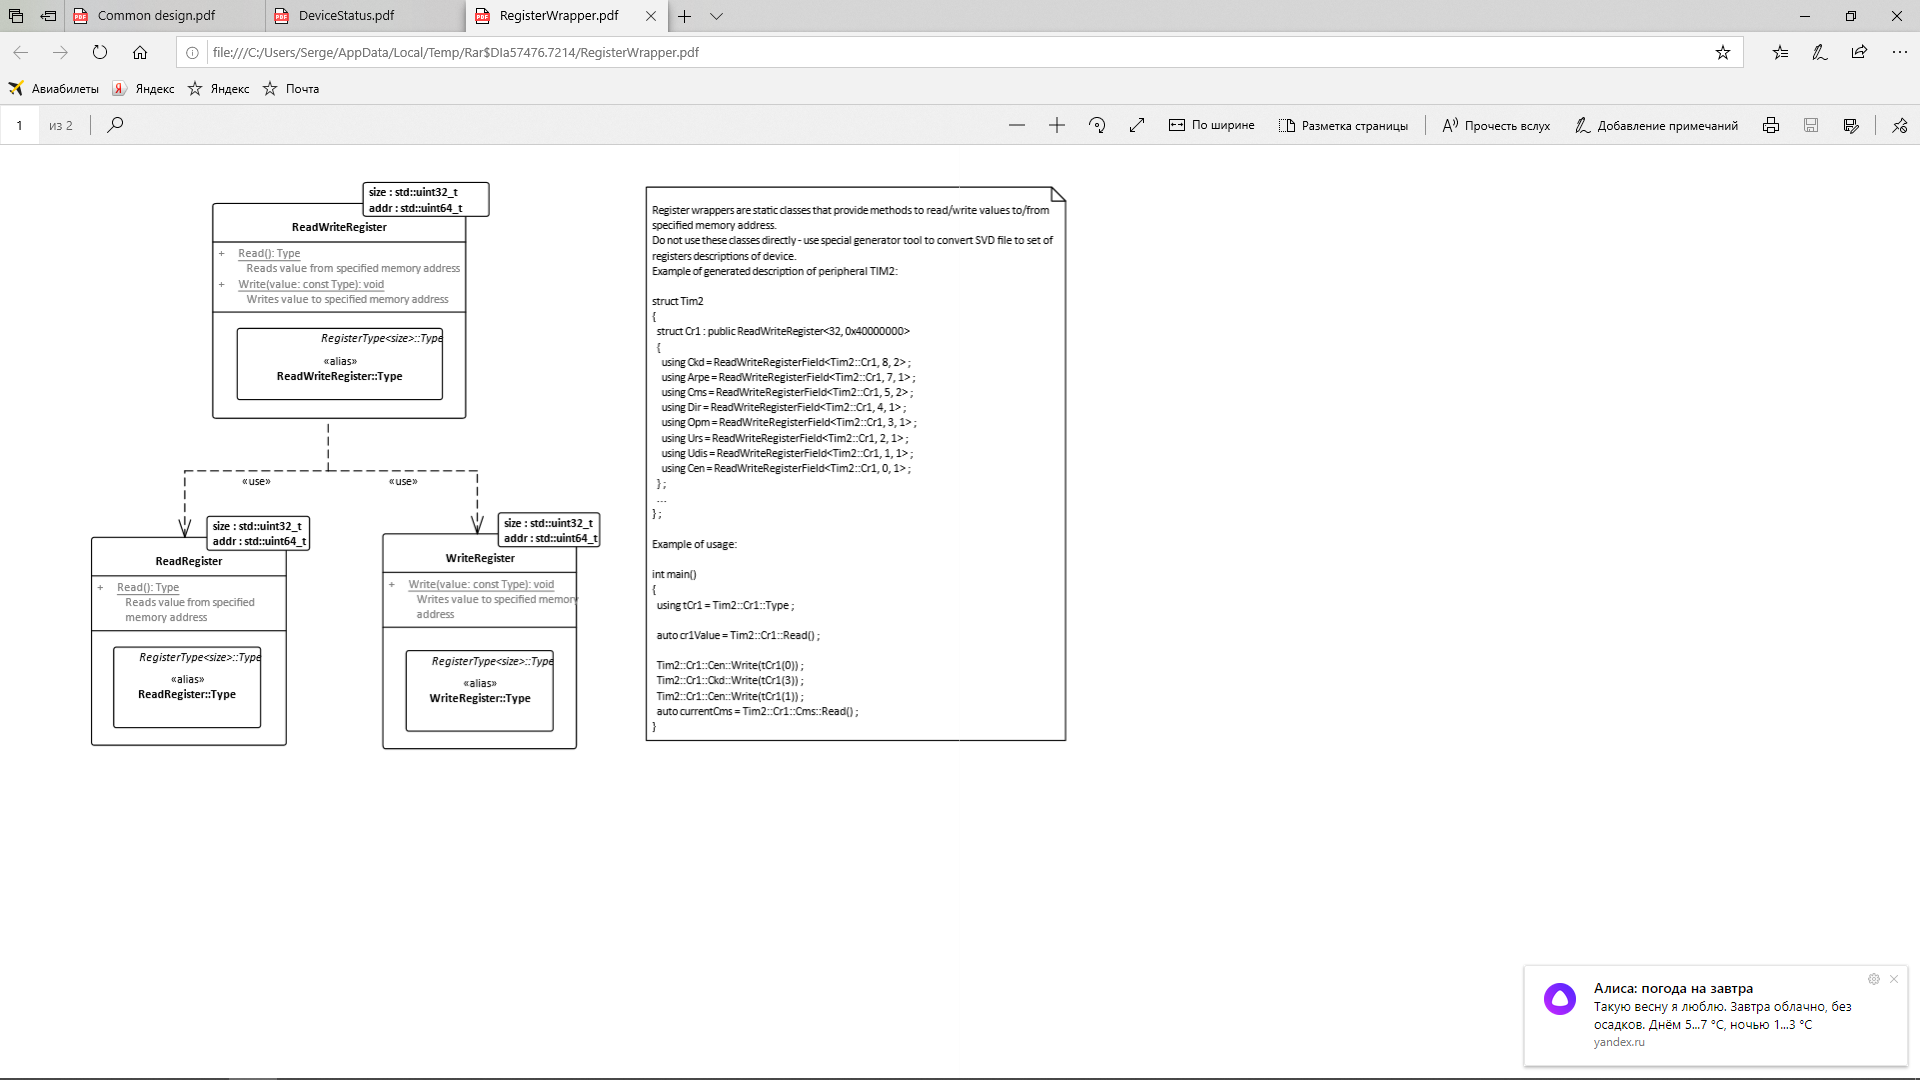 Common design.pdf
DeviceStatus.pdf
RegisterWrapper.pdf
file:///C:/Users/Serge/AppData/Local/Temp/Rar$DIa57476.7214/RegisterWrapper.pdf
Авиабилеты
Яндекс
Яндекс
Почта
1
из 2
По ширине
Разметка страницы
Прочесть вслух
Добавление примечаний
size : std::uint32_t
addr : std::uint64_t
ReadWriteRegister
+ Read(): Type
Reads value from specified memory address
+ Write(value: const Type): void
Writes value to specified memory address
RegisterType<size>::Type
«alias»
ReadWriteRegister::Type
«use»
«use»
size : std::uint32_t
addr : std::uint64_t
ReadRegister
+ Read(): Type
Reads value from specified
memory address
RegisterType<size>::Type
«alias»
ReadRegister::Type
size : std::uint32_t
addr : std::uint64_t
WriteRegister
+ Write(value: const Type): void
Writes value to specified memory
address
RegisterType<size>::Type
«alias»
WriteRegister::Type
Register wrappers are static classes that provide methods to read/write values to/from
specified memory address.
Do not use these classes directly - use special generator tool to convert SVD file to set of
registers descriptions of device.
Example of generated description of peripheral TIM2:
struct Tim2
{
struct Cr1 : public ReadWriteRegister<32, 0x40000000>
{
using Ckd = ReadWriteRegisterField<Tim2::Cr1, 8, 2> ;
using Arpe = ReadWriteRegisterField<Tim2::Cr1, 7, 1> ;
using Cms = ReadWriteRegisterField<Tim2::Cr1, 5, 2> ;
using Dir = ReadWriteRegisterField<Tim2::Cr1, 4, 1> ;
using Opm = ReadWriteRegisterField<Tim2::Cr1, 3, 1> ;
using Urs = ReadWriteRegisterField<Tim2::Cr1, 2, 1> ;
using Udis = ReadWriteRegisterField<Tim2::Cr1, 1, 1> ;
using Cen = ReadWriteRegisterField<Tim2::Cr1, 0, 1> ;
} ;
...
} ;
Example of usage:
int main()
{
using tCr1 = Tim2::Cr1::Type ;
auto cr1Value = Tim2::Cr1::Read() ;
Tim2::Cr1::Cen::Write(tCr1(0)) ;
Tim2::Cr1::Ckd::Write(tCr1(3)) ;
Tim2::Cr1::Cen::Write(tCr1(1)) ;
auto currentCms = Tim2::Cr1::Cms::Read() ;
}
Алиса: погода на завтра
Такую весну я люблю. Завтра облачно, без
осадков. Днём 5...7 °C, ночью 1...3 °C
yandex.ru